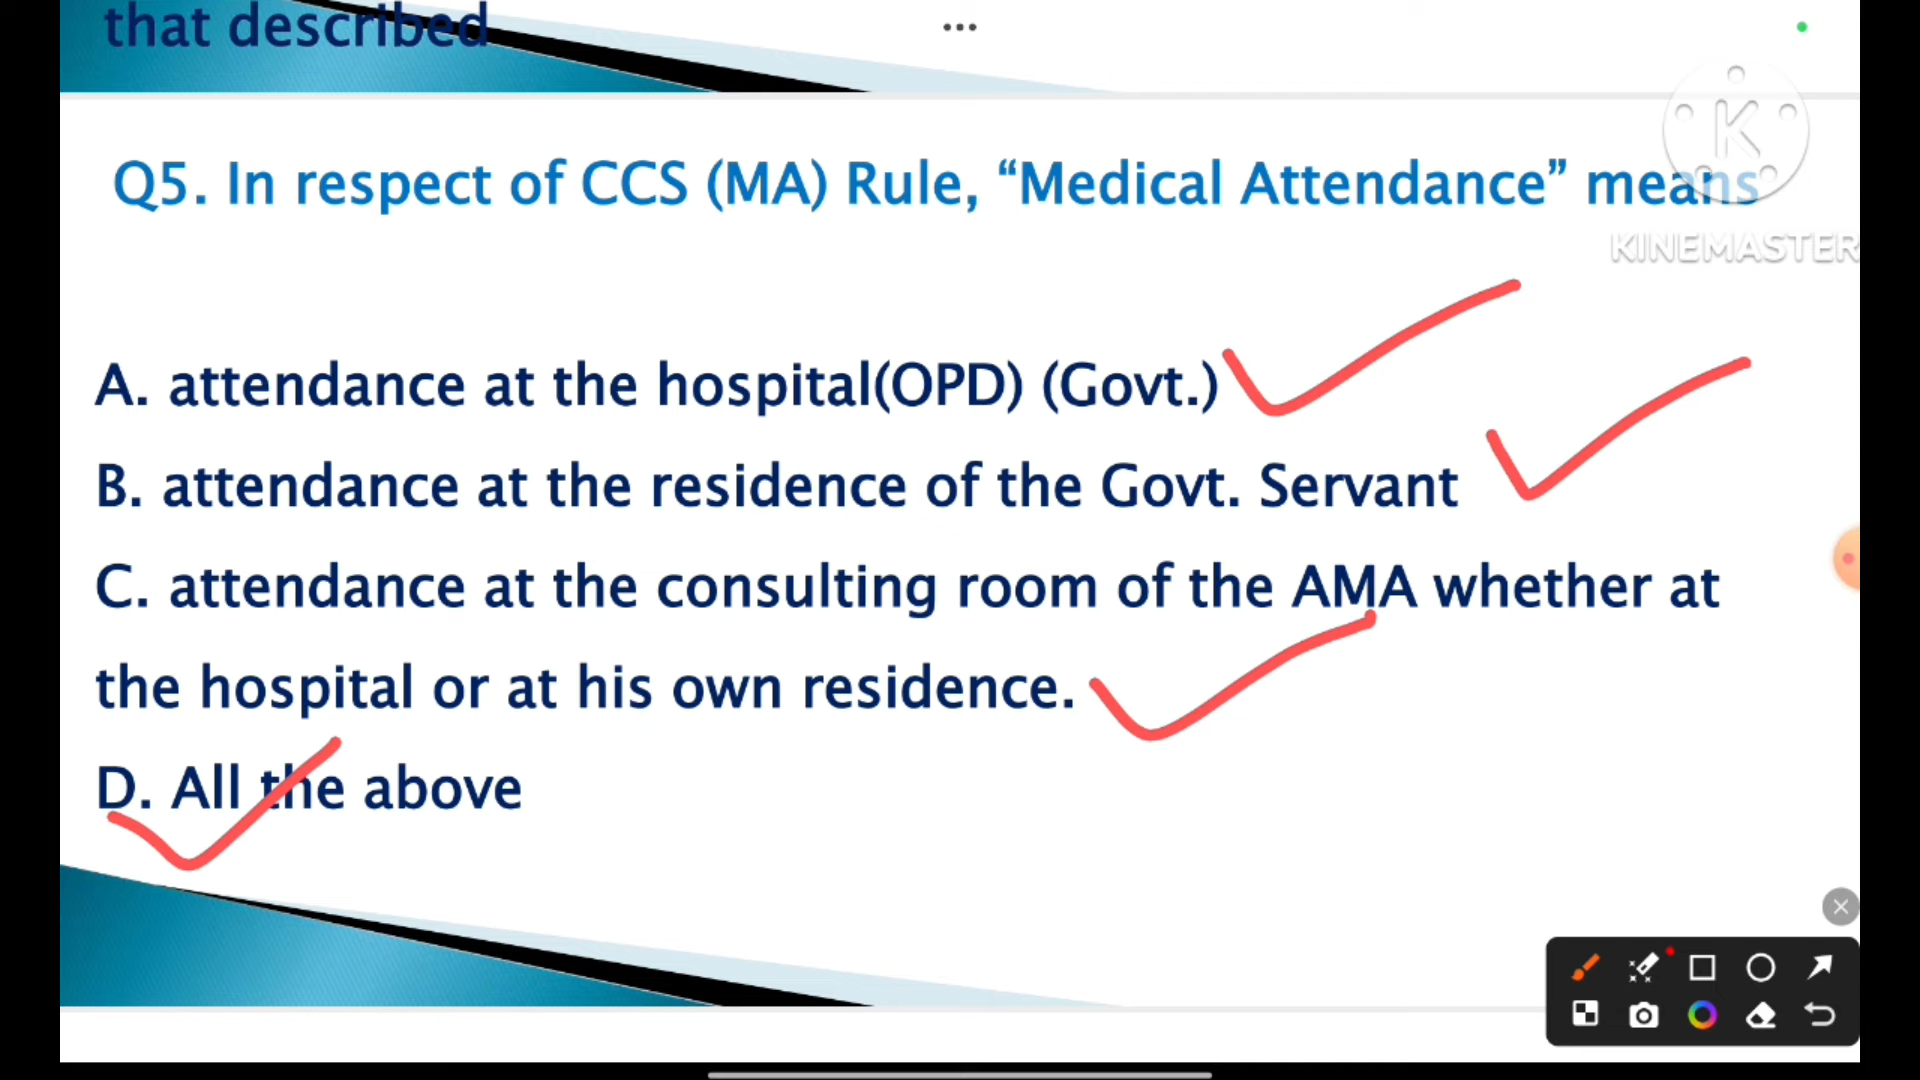 that described
Q5. In respect of CCS (MA) Rule, “Medical Attendance” means
KINEMASTER
A. attendance at the hospital(OPD) (Govt.)
B. attendance at the residence of the Govt. Servant
C. attendance at the consulting room of the AMA whether at
the hospital or at his own residence.
D. All the above